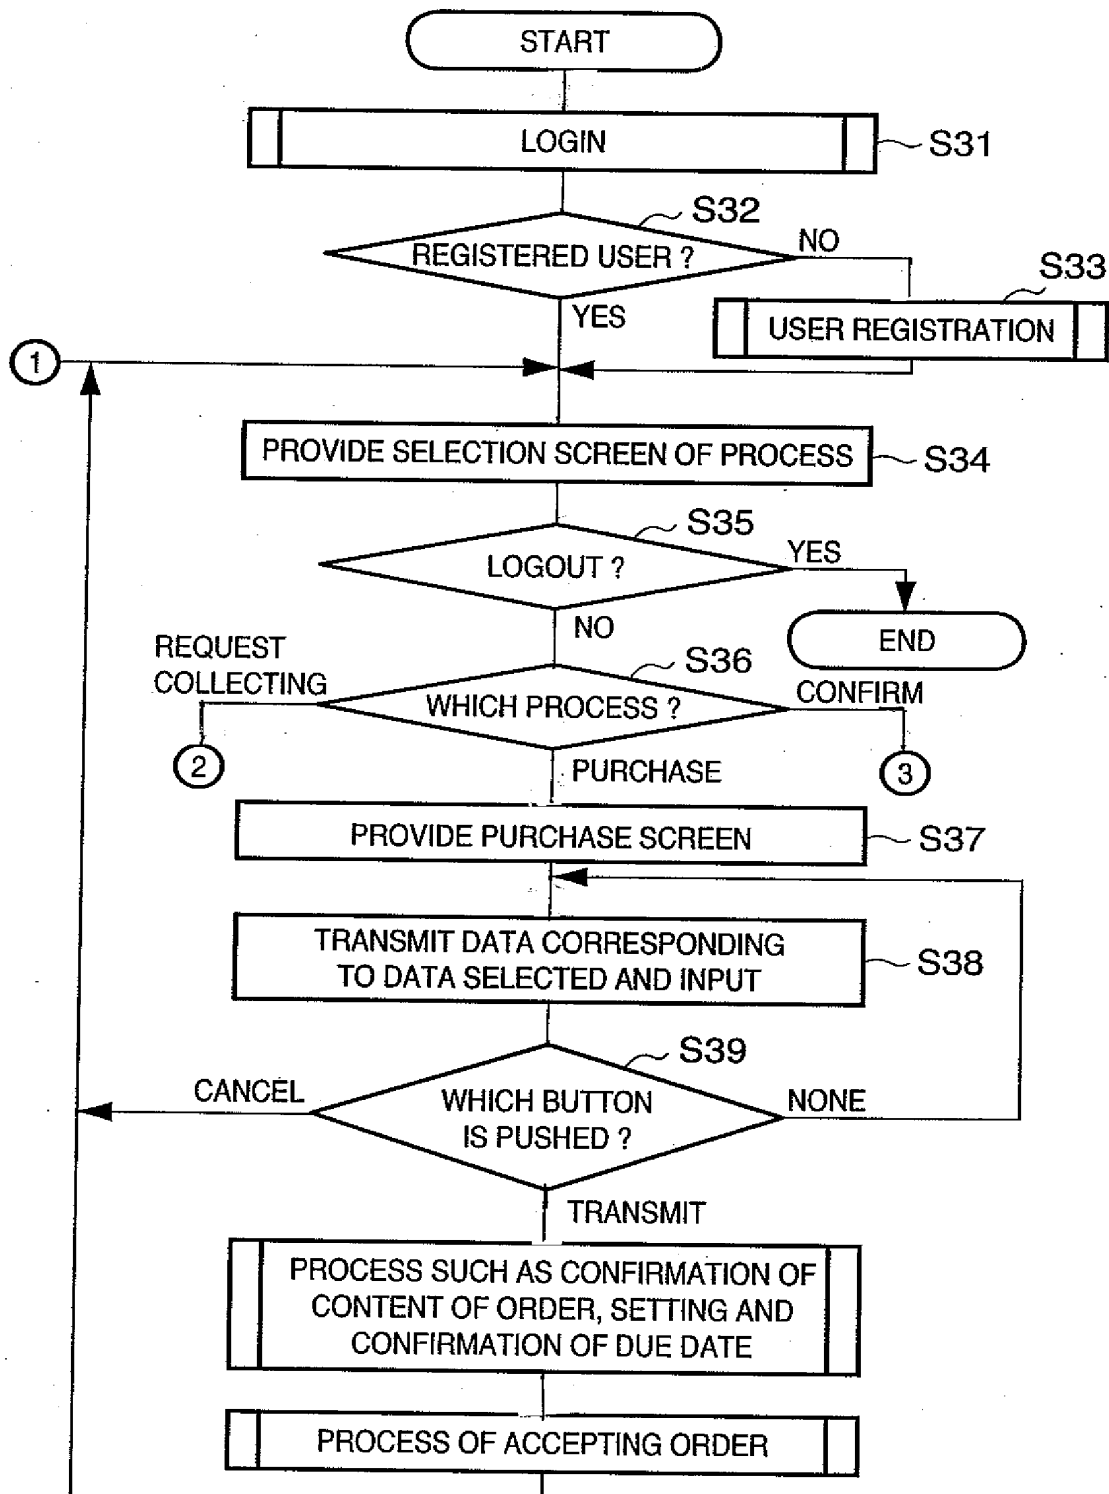 START
LOGIN
S31
S32
REGISTERED USER ?
NO
S33
YES
USER REGISTRATION
1
PROVIDE SELECTION SCREEN OF PROCESS
S34
S35
LOGOUT ?
YES
NO
END
REQUEST
COLLECTING
S36
WHICH PROCESS ?
CONFIRM
2
3
PURCHASE
PROVIDE PURCHASE SCREEN
S37
TRANSMIT DATA CORRESPONDING
TO DATA SELECTED AND INPUT
S38
S39
CANCEL
WHICH BUTTON
IS PUSHED ?
NONE
TRANSMIT
PROCESS SUCH AS CONFIRMATION OF
CONTENT OF ORDER, SETTING AND
CONFIRMATION OF DUE DATE
PROCESS OF ACCEPTING ORDER